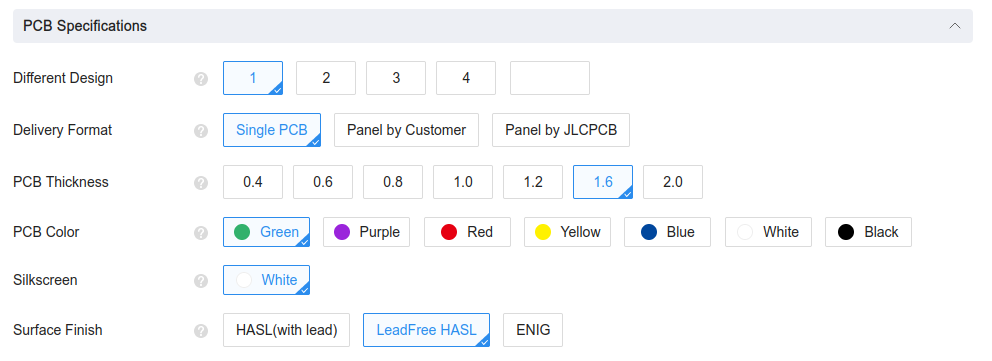 PCB Specifications
Different Design ? 1 2 3 4
Delivery Format ? Single PCB Panel by Customer Panel by JLCPCB
PCB Thickness ? 0.4 0.6 0.8 1.0 1.2 1.6 2.0
PCB Color ? Green Purple Red Yellow Blue White Black
Silkscreen ? White
Surface Finish ? HASL(with lead) LeadFree HASL ENIG